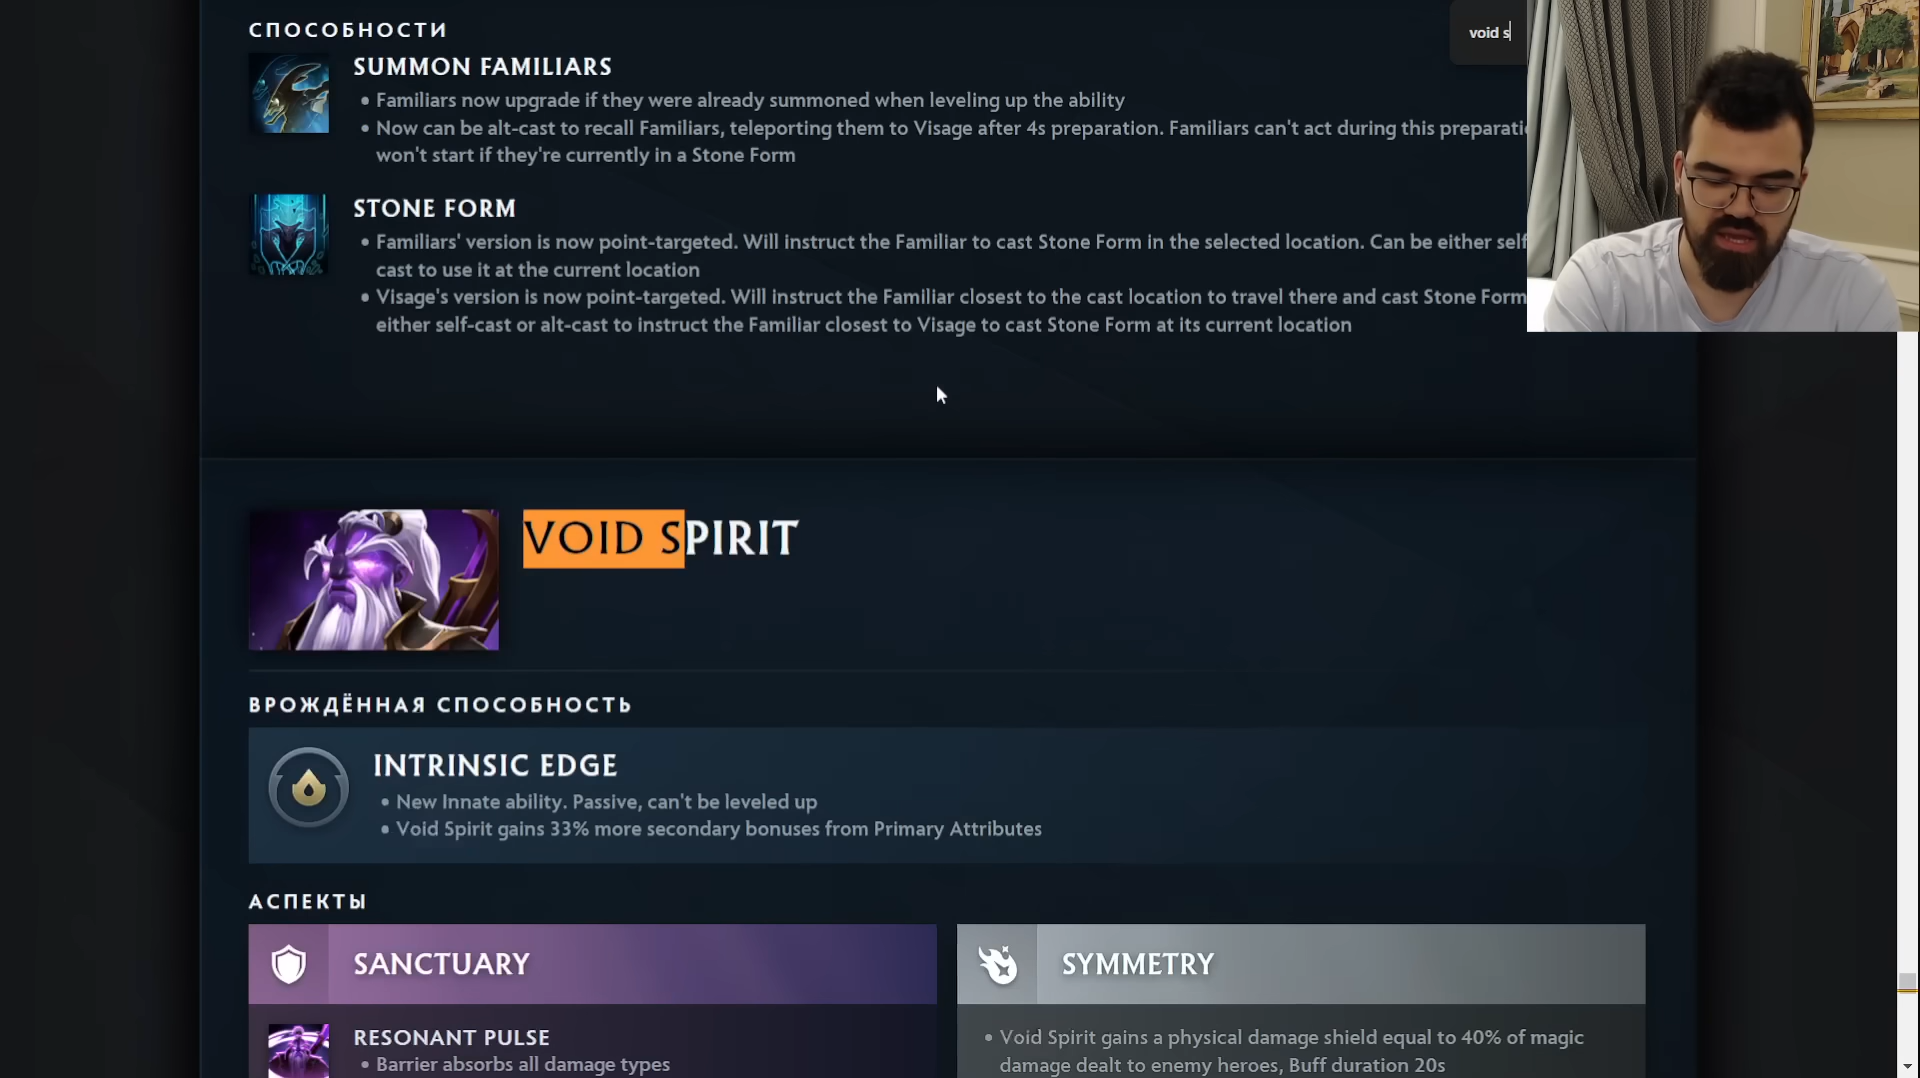 СПОСОБНОСТИ
void s
SUMMON FAMILIARS
• Familiars now upgrade if they were already summoned when leveling up the ability
• Now can be alt-cast to recall Familiars, teleporting them to Visage after 4s preparation. Familiars can't act during this preparatio
won't start if they're currently in a Stone Form
STONE FORM
• Familiars' version is now point-targeted. Will instruct the Familiar to cast Stone Form in the selected location. Can be either self
cast to use it at the current location
• Visage's version is now point-targeted. Will instruct the Familiar closest to the cast location to travel there and cast Stone Form
either self-cast or alt-cast to instruct the Familiar closest to Visage to cast Stone Form at its current location
VOID SPIRIT
ВРОЖДЁННАЯ СПОСОБНОСТЬ
INTRINSIC EDGE
• New Innate ability. Passive, can't be leveled up
• Void Spirit gains 33% more secondary bonuses from Primary Attributes
АСПЕКТЫ
SANCTUARY
RESONANT PULSE
• Barrier absorbs all damage types
SYMMETRY
• Void Spirit gains a physical damage shield equal to 40% of magic
damage dealt to enemy heroes, Buff duration 20s